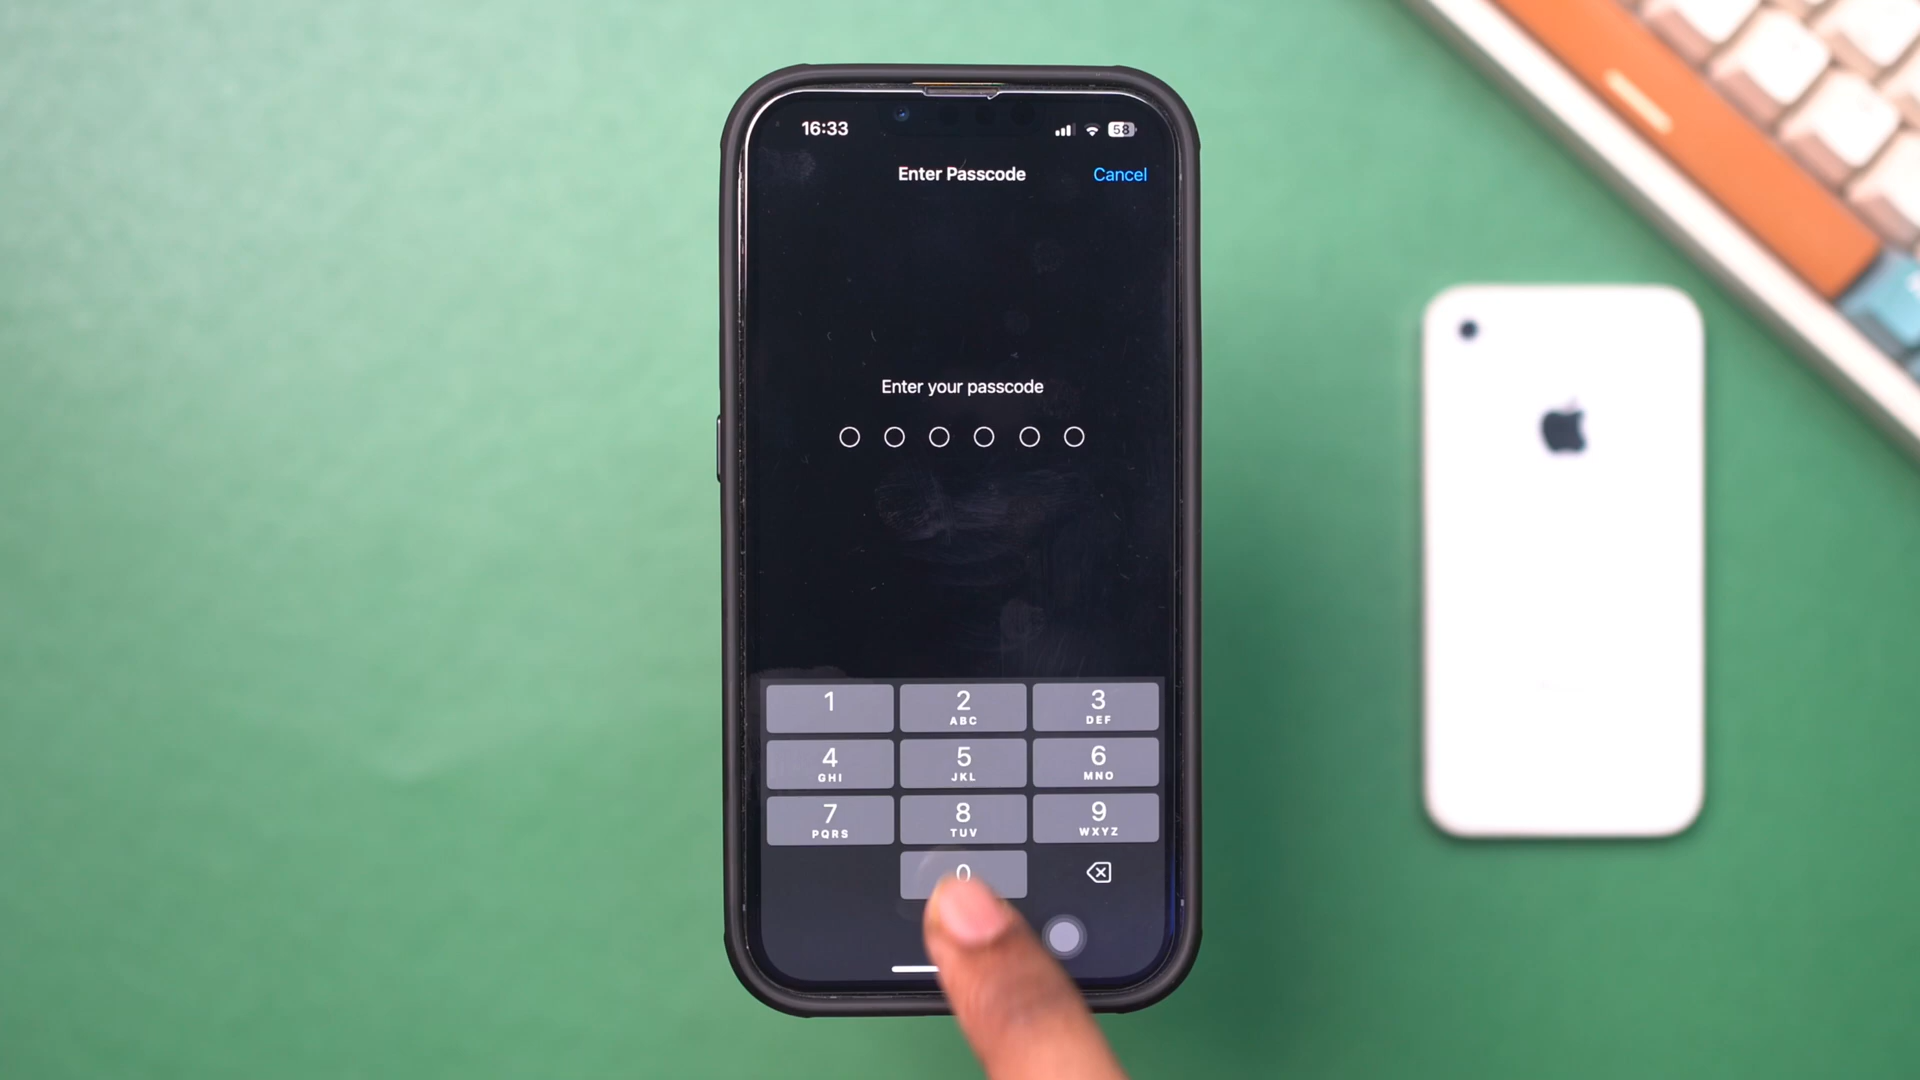 16:33
58
Enter Passcode
Cancel
Enter your passcode
1
2
3
ABC
DEF
4
5
6
GHI
JKL
MNO
7
8
9
PQRS
TUV
WXYZ
0